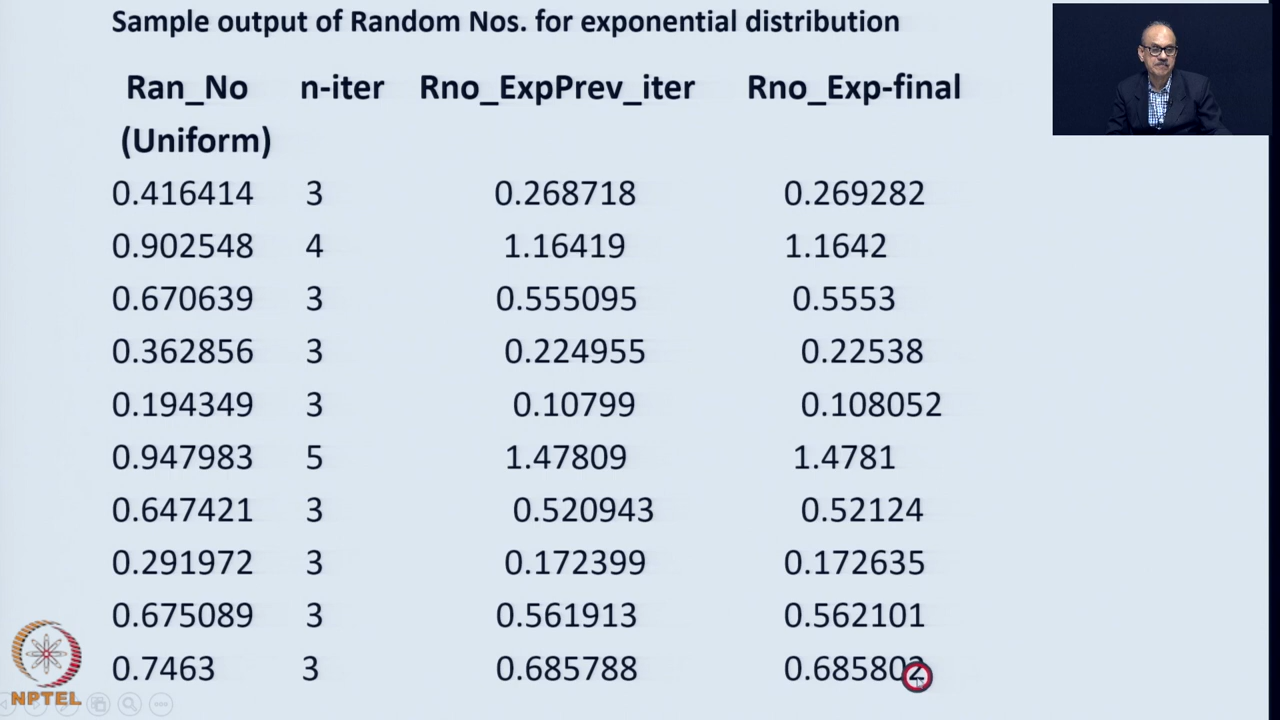 Sample output of Random Nos. for exponential distribution
Ran_No n-iter Rno_ExpPrev_iter Rno_Exp-final
(Uniform)
0.416414 3 0.268718 0.269282
0.902548 4 1.16419 1.1642
0.670639 3 0.555095 0.5553
0.362856 3 0.224955 0.22538
0.194349 3 0.10799 0.108052
0.947983 5 1.47809 1.4781
0.647421 3 0.520943 0.52124
0.291972 3 0.172399 0.172635
0.675089 3 0.561913 0.562101
0.7463 3 0.685788 0.685802
NPTEL